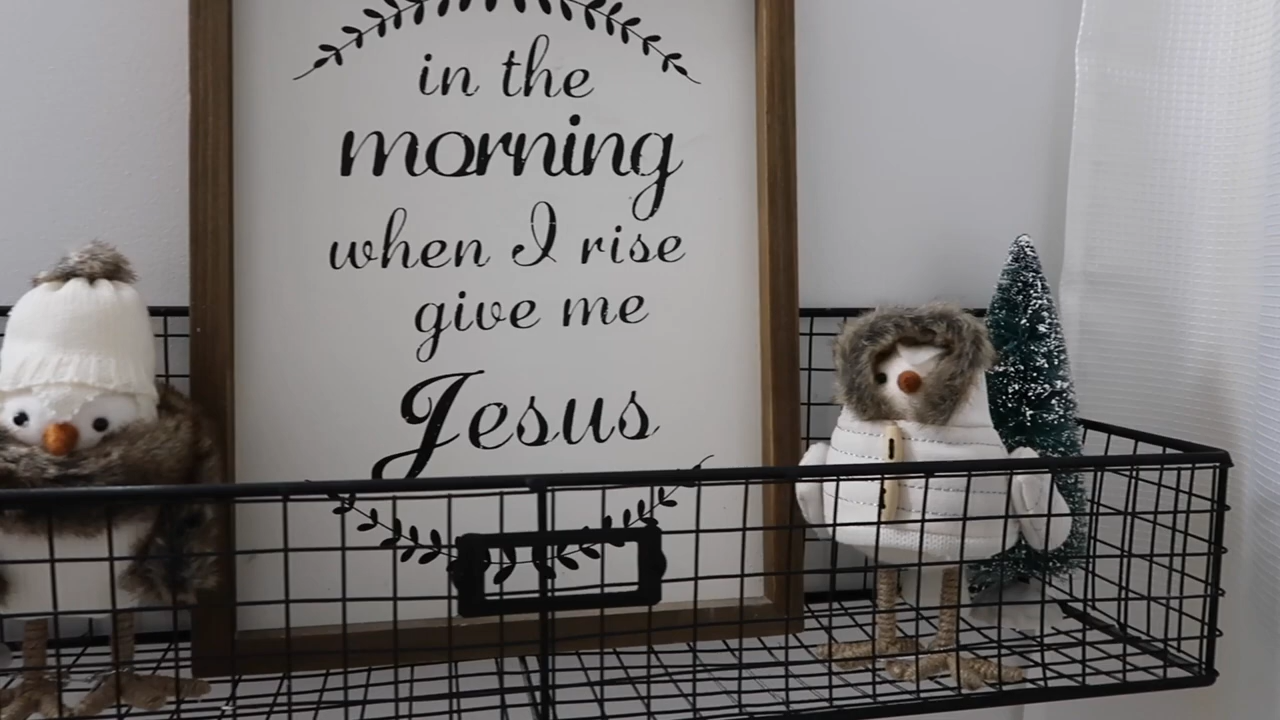 in the
morning
when I rise
give me
Jesus